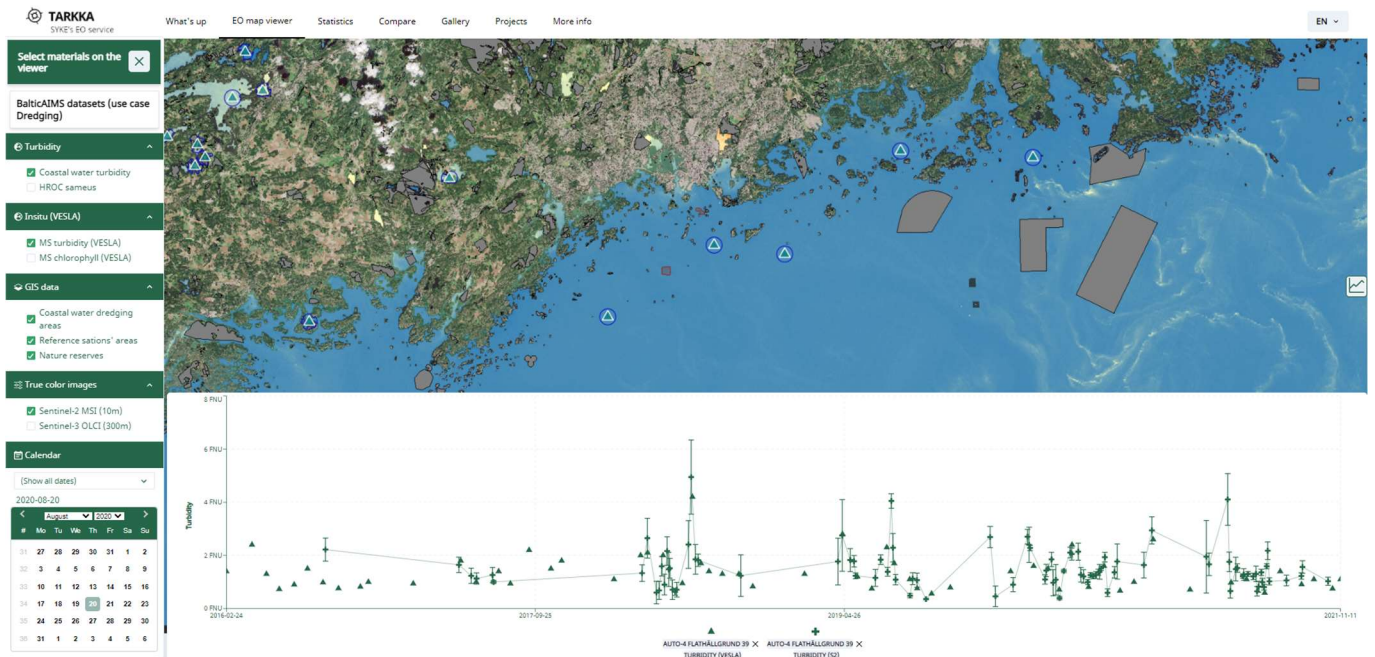 TARKKA
SYKE's EO service
What's up
EO map viewer
Statistics
Compare
Gallery
Projects
More info
EN
Select materials on the
viewer
BalticAIMS datasets (use case
Dredging)
Turbidity
Coastal water turbidity
HROC sameus
Insitu (VESLA)
MS turbidity (VESLA)
MS chlorophyll (VESLA)
GIS data
Coastal water dredging
areas
Reference sations' areas
Nature reserves
True color images
Sentinel-2 MSI (10m)
Sentinel-3 OLCI (300m)
Calendar
(Show all dates)
2020-08-20
August 2020
# Mo Tu We Th Fr Sa Su
31 27 28 29 30 31 1 2
32 3 4 5 6 7 8 9
33 10 11 12 13 14 15 16
34 17 18 19 20 21 22 23
35 24 25 26 27 28 29 30
36 31 1 2 3 4 5 6
8 FNU
6 FNU
4 FNU
2 FNU
0 FNU
Turbidity
2016-02-24
2017-09-25
2019-04-26
2021-11-11
AUTO-4 FLATHÄLLGRUND 39 X
TURBIDITY (VESLA)
AUTO-4 FLATHÄLLGRUND 39 X
TURBIDITY (S2)